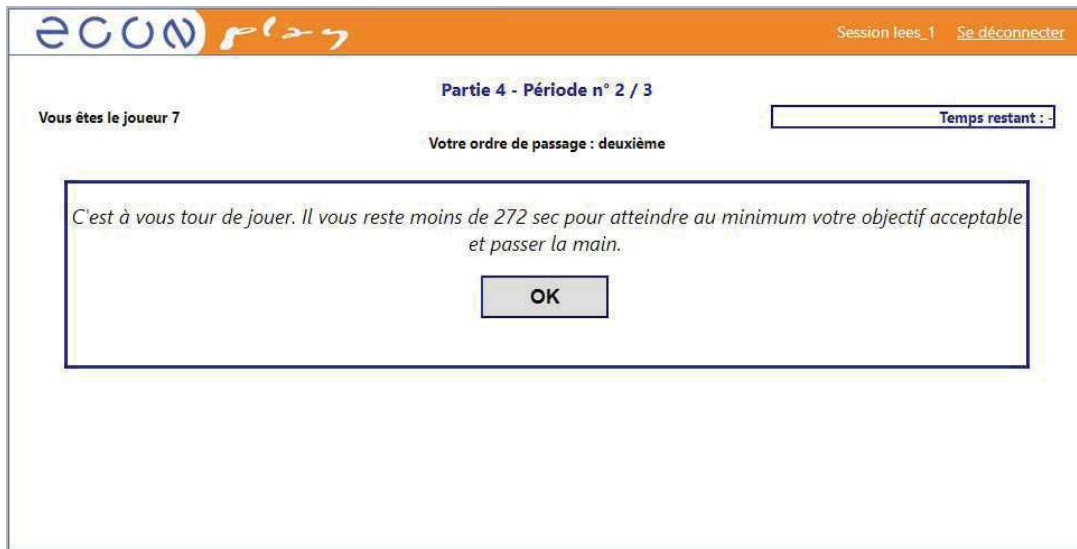 econ play
Session lees_1 Se déconnecter
Partie 4 - Période n° 2 / 3
Vous êtes le joueur 7
Temps restant : -
Votre ordre de passage : deuxième
C'est à vous tour de jouer. Il vous reste moins de 272 sec pour atteindre au minimum votre objectif acceptable
et passer la main.
OK